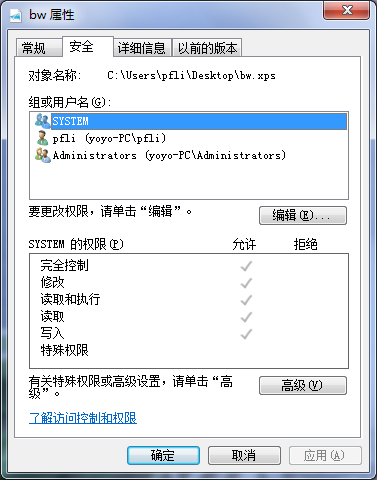 bw 属性
常规 安全 详细信息 以前的版本
对象名称: C:\Users\pfli\Desktop\bw.xps
组或用户名(G):
SYSTEM
pfli (yoyo-PC\pfli)
Administrators (yoyo-PC\Administrators)
要更改权限，请单击“编辑”。 编辑(E)...
SYSTEM 的权限(P) 允许 拒绝
完全控制
修改
读取和执行
读取
写入
特殊权限
有关特殊权限或高级设置，请单击“高
级”。 高级(V)
了解访问控制和权限
确定 取消 应用(A)